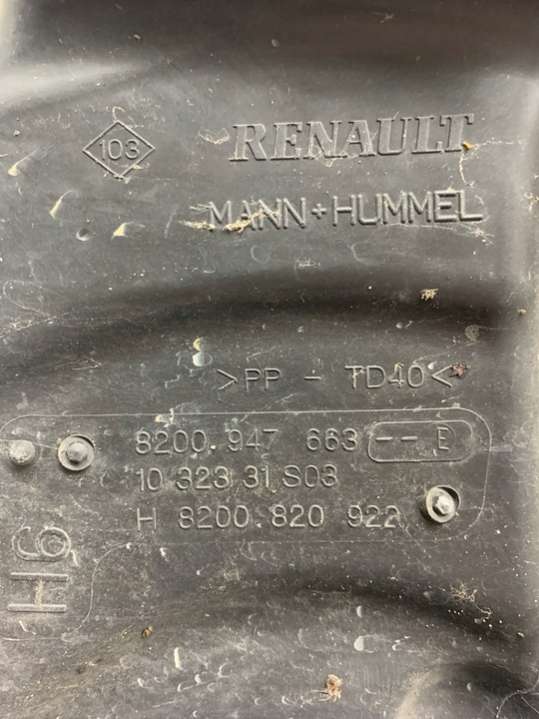 103 RENAULT
MANN+HUMMEL
>PP - TD40<
8200.947 663 -- E
10 323 31 S03
H 8200.820 922
H6